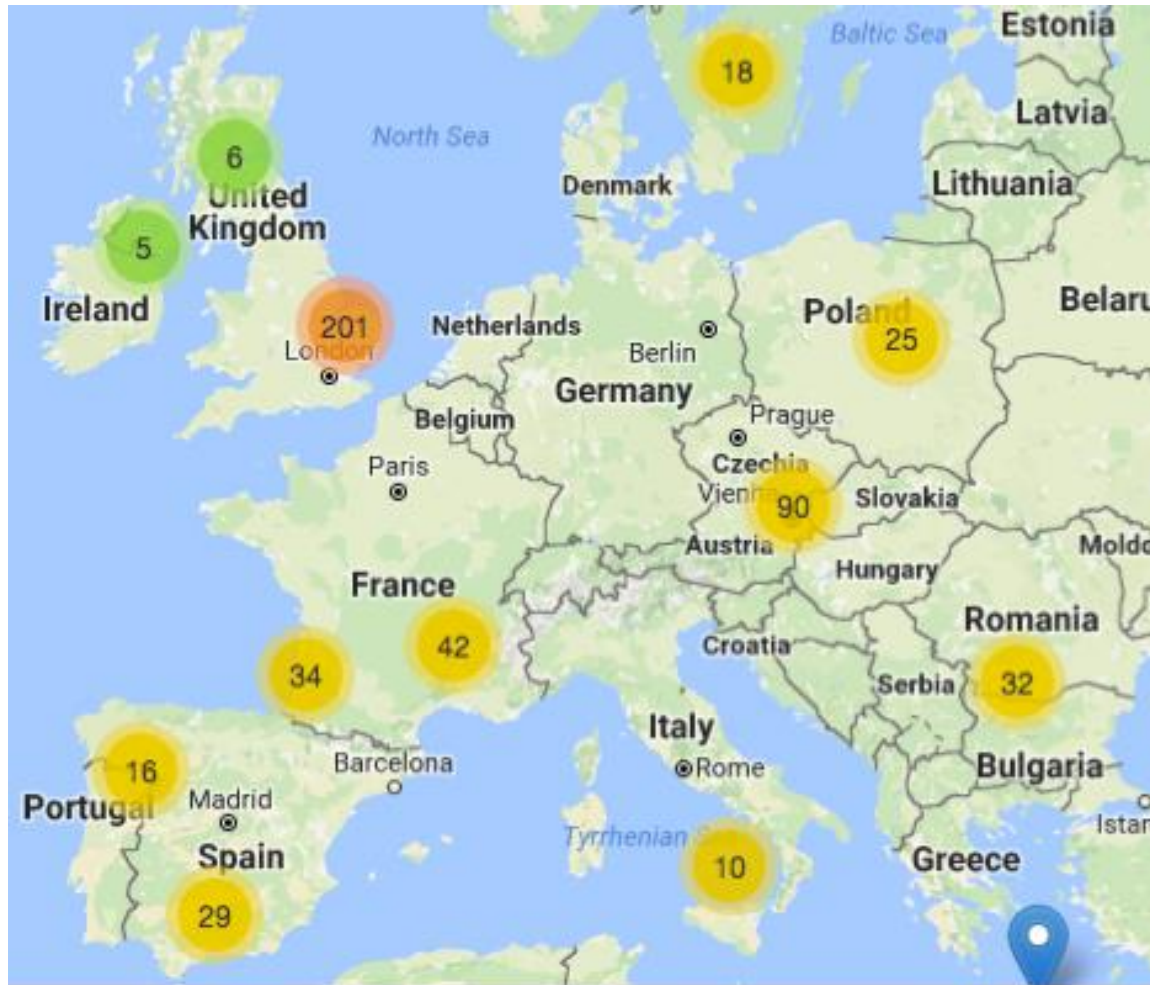 Estonia
Baltic Sea
18
Latvia
North Sea
6
Denmark
Lithuania
United
Kingdom
5
Ireland
Belaru
Poland
201
Netherlands
25
London
Berlin
Germany
Belgium
Prague
Paris
Czechia
Vienna
90
Slovakia
Austria
Moldo
Hungary
France
Romania
42
Croatia
34
Serbia
32
Italy
16
Barcelona
Rome
Bulgaria
Portugal
Madrid
Istan
Tyrrhenian S
Spain
Greece
10
29